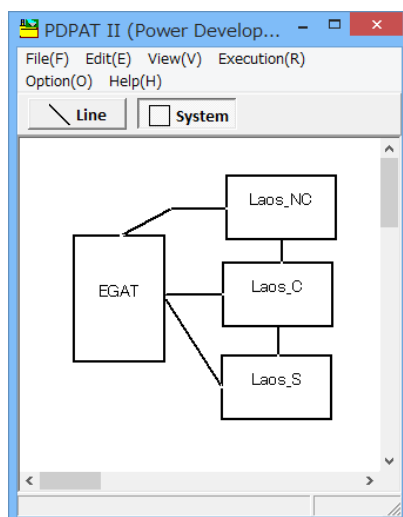 PDPAT II (Power Develop...
File(F) Edit(E) View(V) Execution(R)
Option(O) Help(H)
Line System
Laos_NC
EGAT
Laos_C
Laos_S